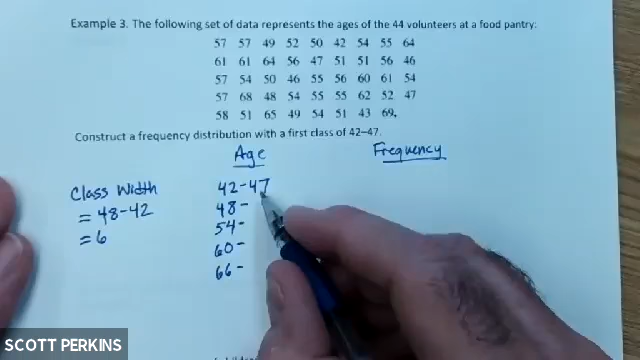 Example 3. The following set of data represents the ages of the 44 volunteers at a food pantry:
57 57 49 52 50 42 54 55 64
61 61 64 56 47 51 51 56 46
57 54 50 46 55 56 60 61 54
57 68 48 54 55 55 62 52 47
58 51 65 49 54 51 43 69,
Construct a frequency distribution with a first class of 42–47.
Age Frequency
Class Width
= 48-42
= 6
42-47
48-
54-
60-
66-
SCOTT PERKINS